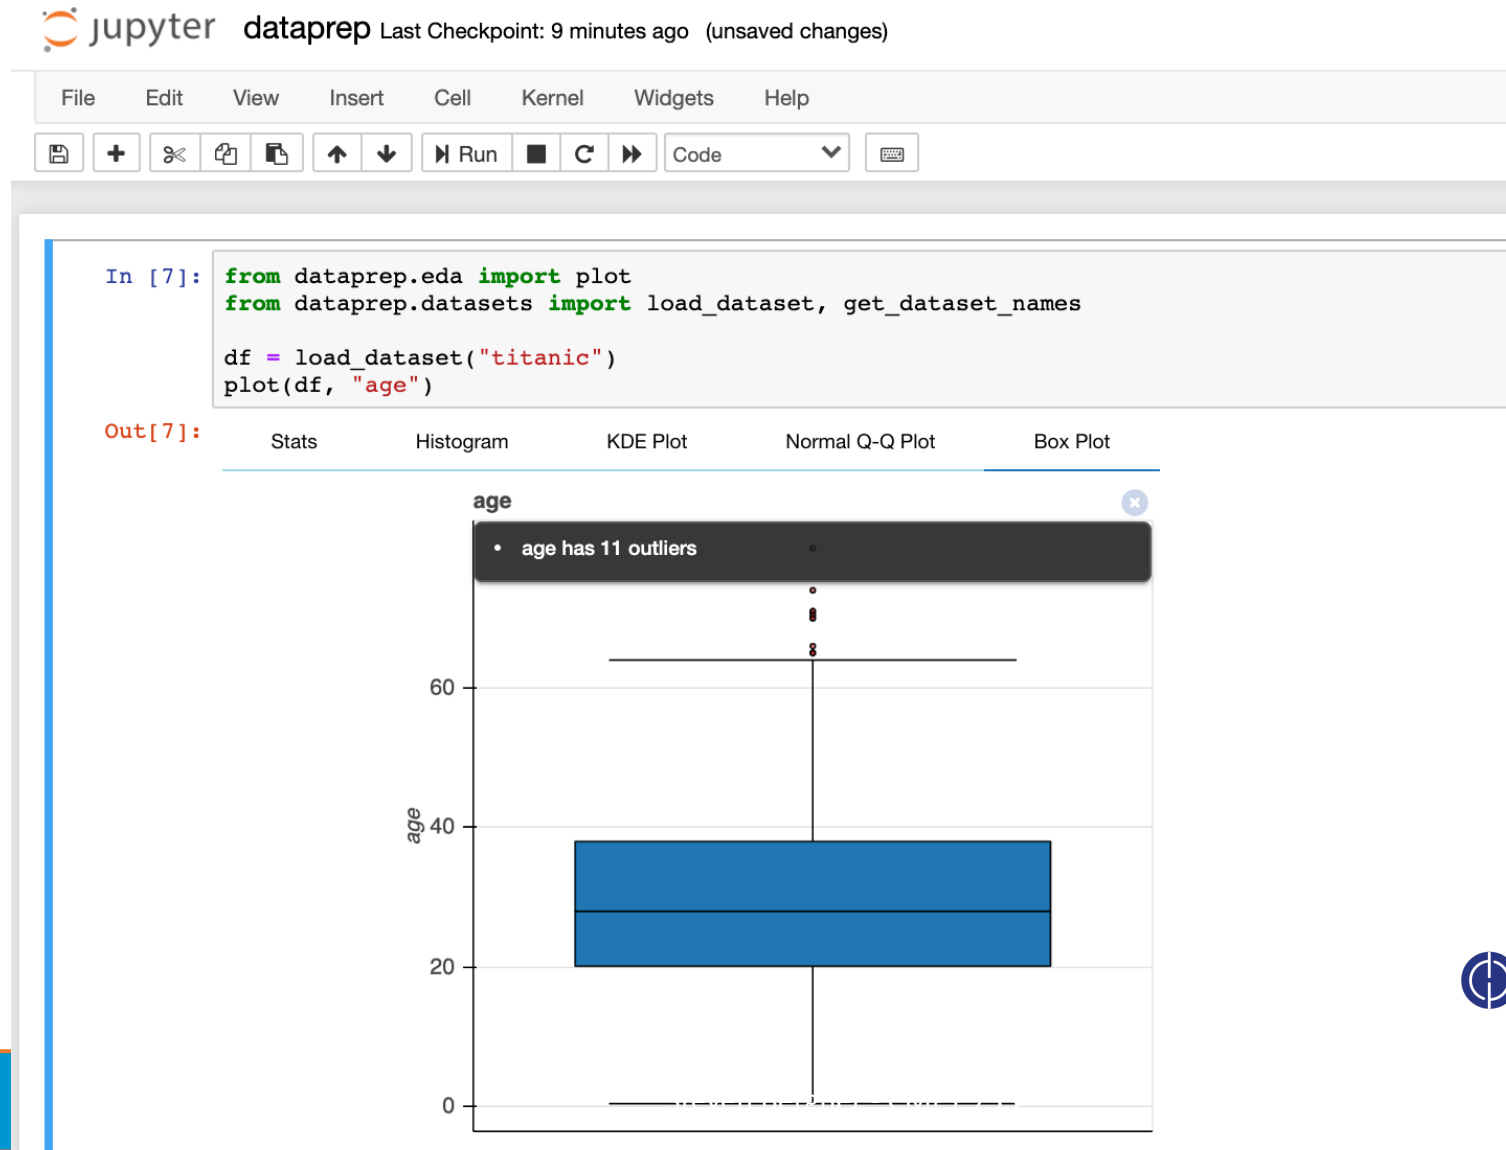 jupyter dataprep Last Checkpoint: 9 minutes ago (unsaved changes)
File Edit View Insert Cell Kernel Widgets Help
Run Code
In [7]: from dataprep.eda import plot
from dataprep.datasets import load_dataset, get_dataset_names
df = load_dataset("titanic")
plot(df, "age")
Out[7]: Stats Histogram KDE Plot Normal Q-Q Plot Box Plot
age
• age has 11 outliers
60
age
40
20
0